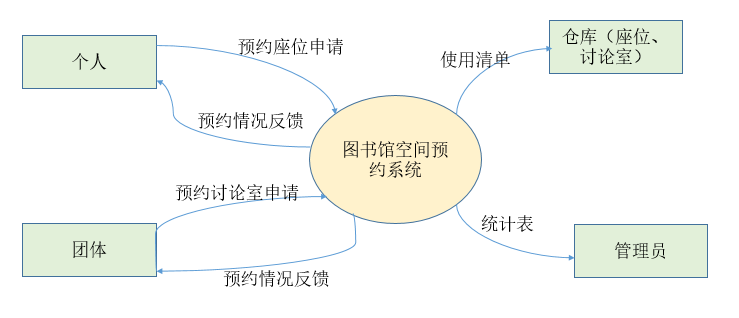 个人
预约座位申请
使用清单
仓库（座位、
讨论室）
预约情况反馈
图书馆空间预
约系统
预约讨论室申请
团体
统计表
管理员
预约情况反馈